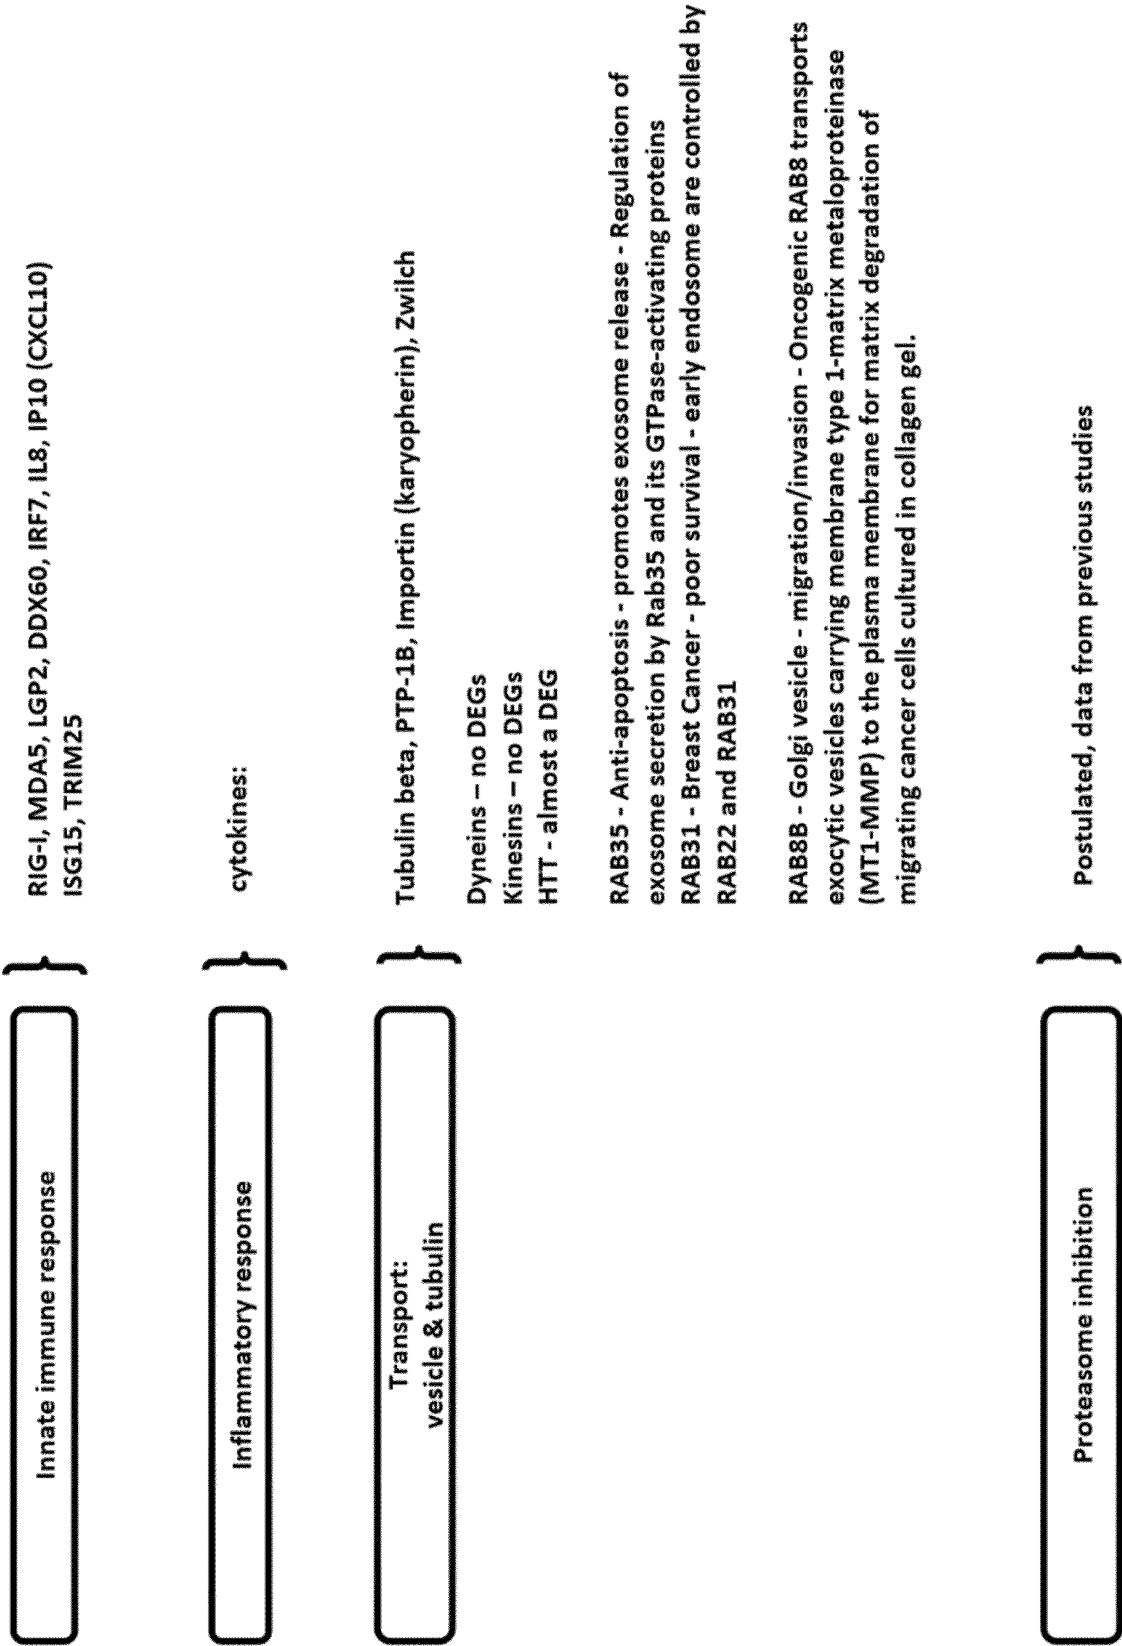 Innate immune response
RIG-I, MDA5, LGP2, DDX60, IRF7, IL8, IP10 (CXCL10)
ISG15, TRIM25
Inflammatory response
cytokines:
Transport:
vesicle & tubulin
Tubulin beta, PTP-1B, Importin (karyopherin), Zwilch
Dyneins – no DEGs
Kinesins – no DEGs
HTT - almost a DEG
RAB35 - Anti-apoptosis - promotes exosome release - Regulation of
exosome secretion by Rab35 and its GTPase-activating proteins
RAB31 - Breast Cancer - poor survival - early endosome are controlled by
RAB22 and RAB31
RAB8B - Golgi vesicle - migration/invasion - Oncogenic RAB8 transports
exocytic vesicles carrying membrane type 1-matrix metaloproteinase
(MT1-MMP) to the plasma membrane for matrix degradation of
migrating cancer cells cultured in collagen gel.
Proteasome inhibition
Postulated, data from previous studies